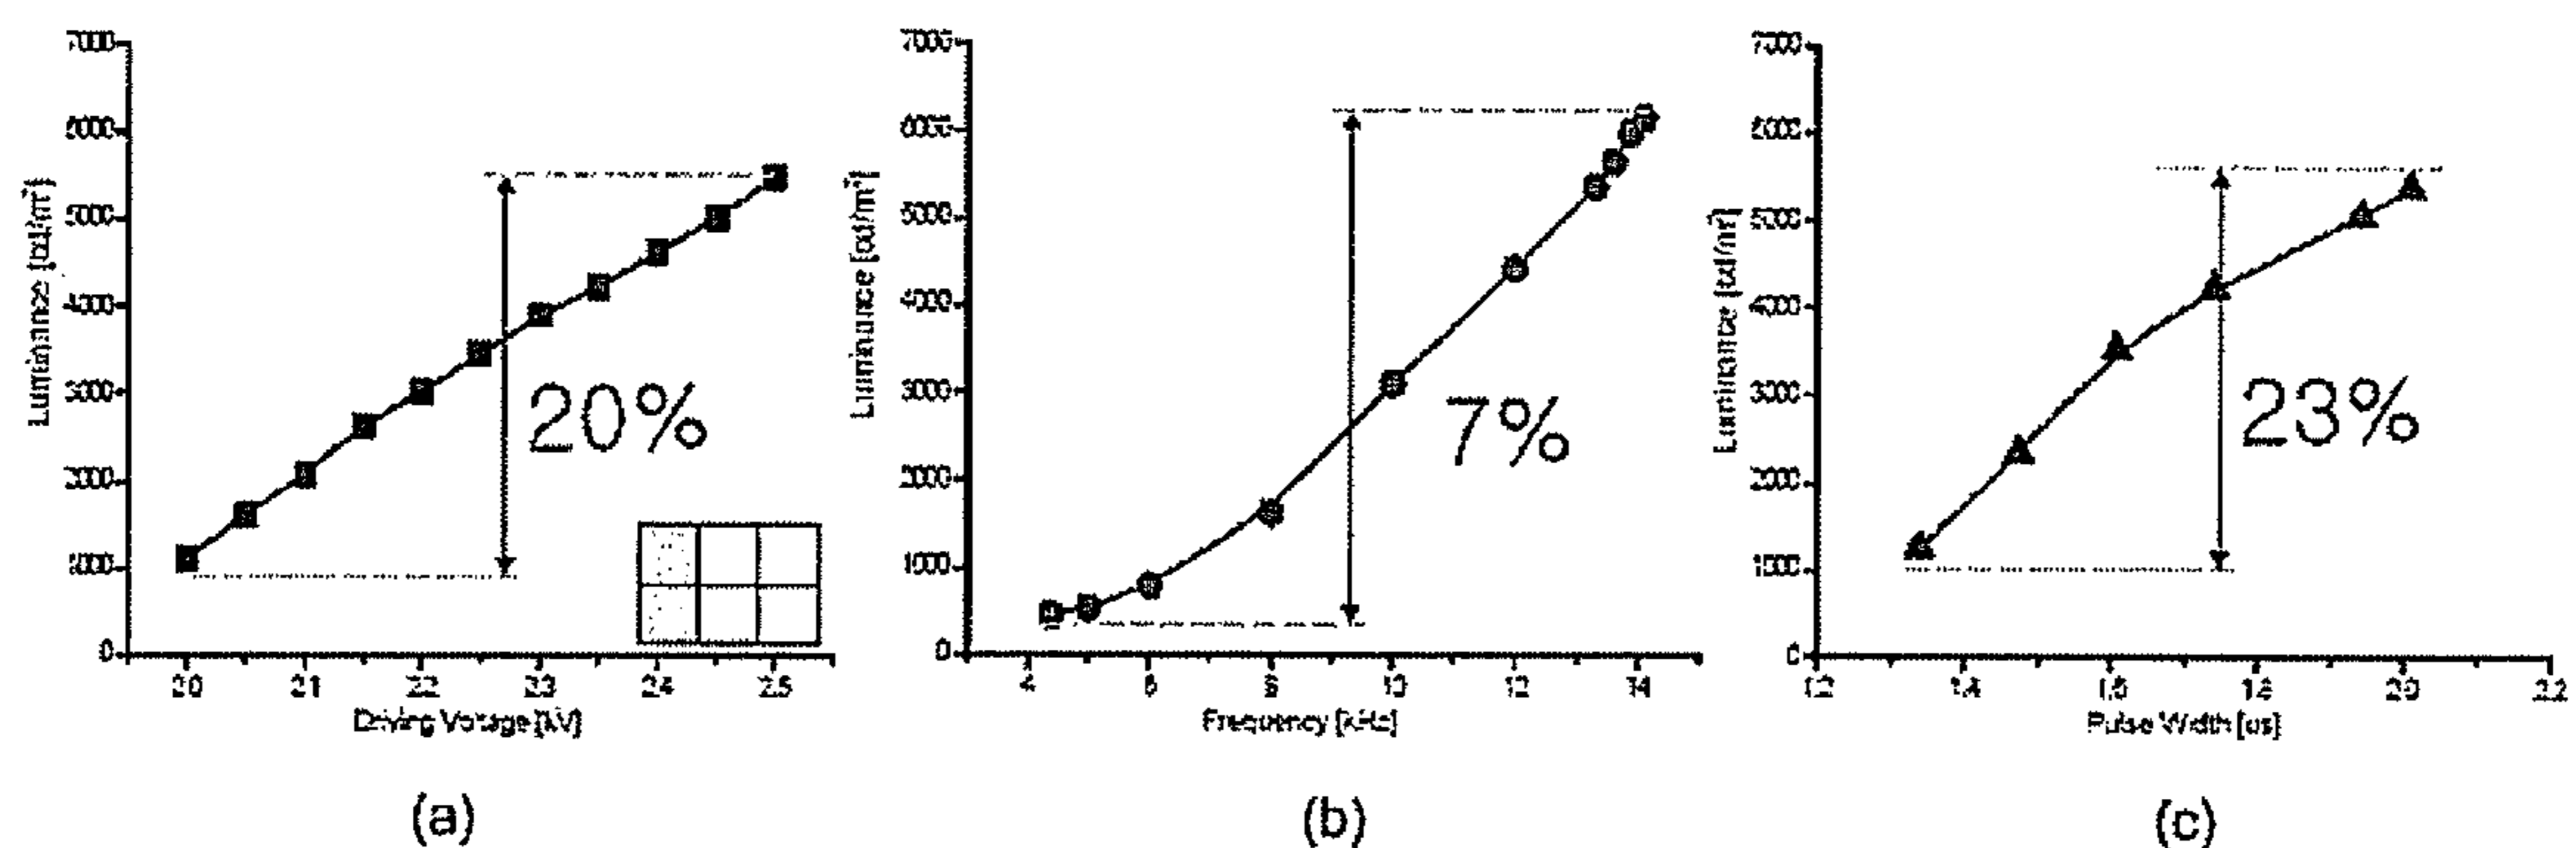 7000
6000
5000
4000
3000
2000
1000
0
Luminance [cd/m²]
20%
2.0 2.1 2.2 2.3 2.4 2.5
Driving Voltage [kV]
(a)
7000
6000
5000
4000
3000
2000
1000
0
Luminance [cd/m²]
7%
4 6 8 10 12 14
Frequency [kHz]
(b)
7000
6000
5000
4000
3000
2000
1000
0
Luminance [cd/m²]
23%
1.2 1.4 1.6 1.8 2.0 2.2
Pulse Width [us]
(c)